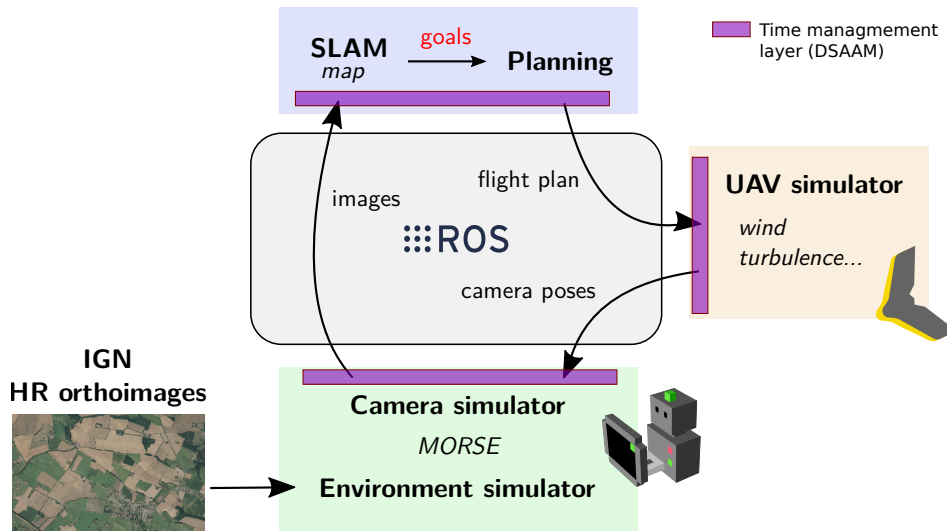 SLAM
map
goals
Planning
Time managmement
layer (DSAAM)
images
flight plan
ROS
camera poses
UAV simulator
wind
turbulence...
IGN
HR orthoimages
Camera simulator
MORSE
Environment simulator